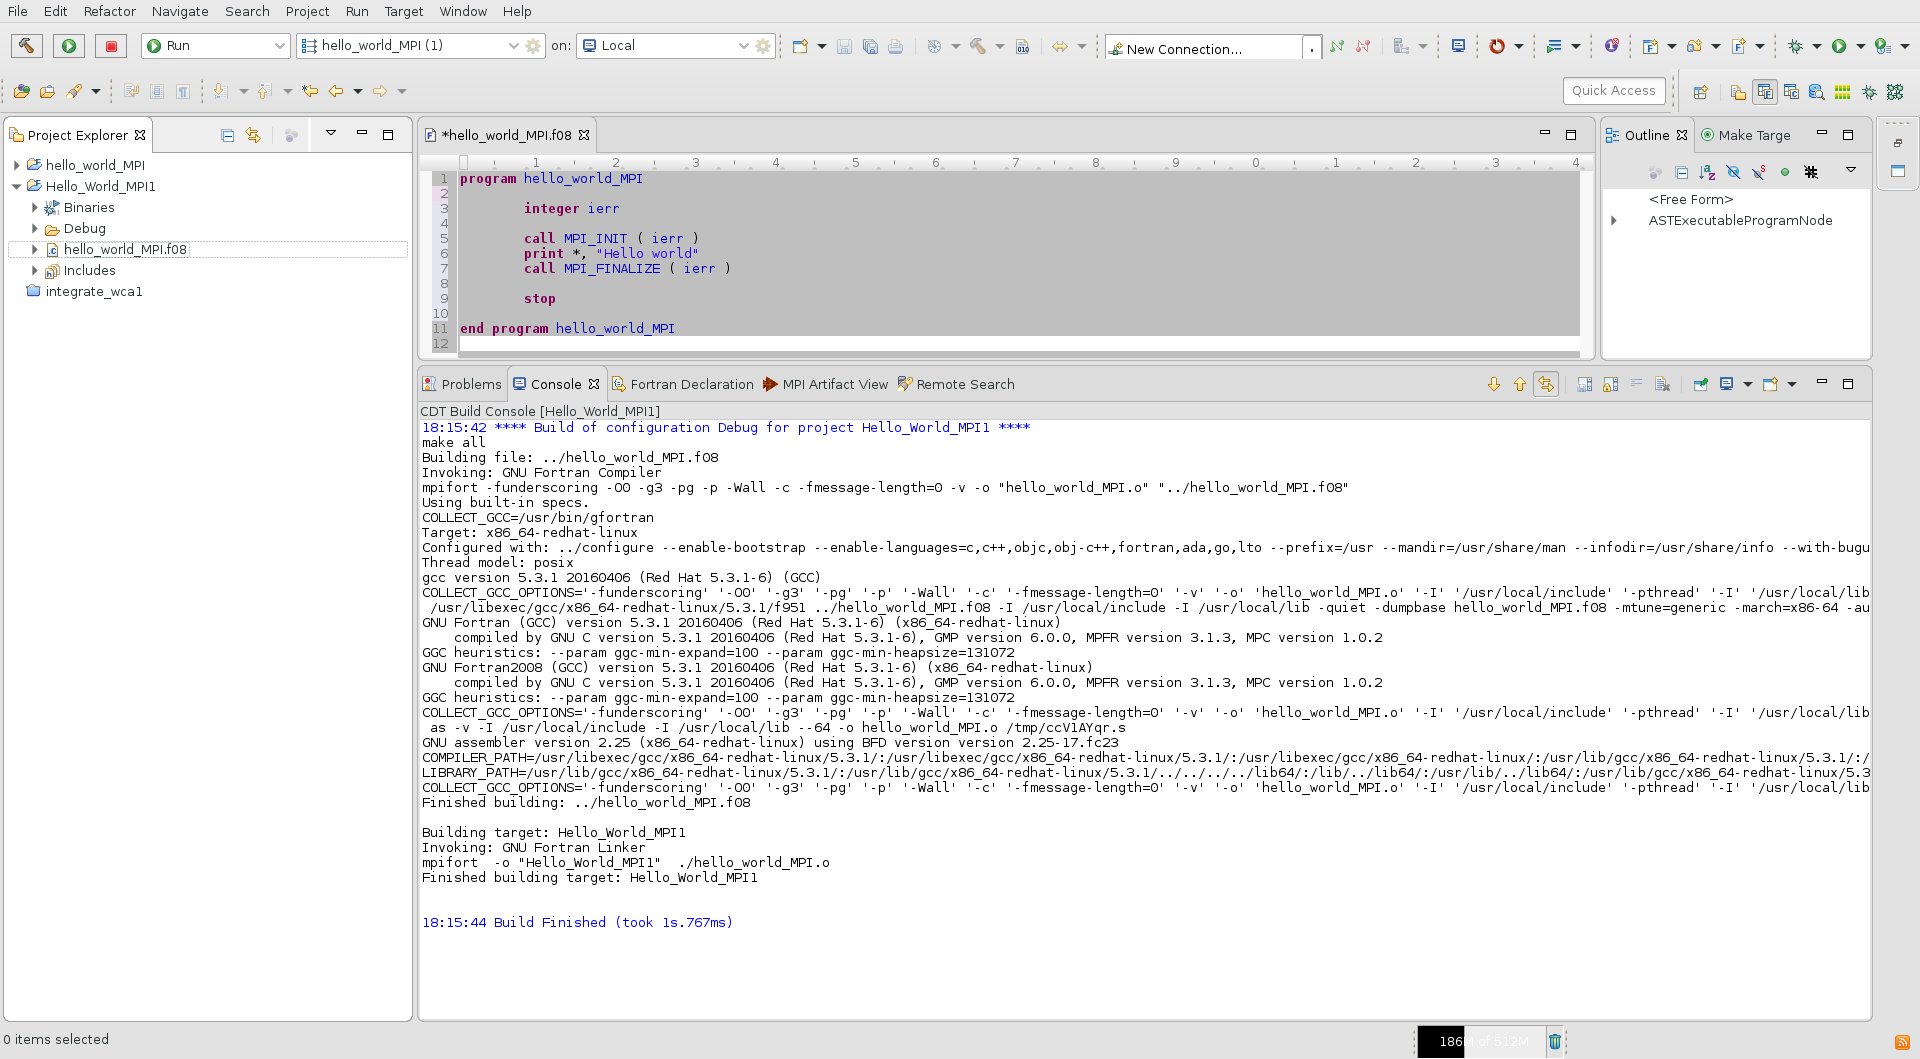 File Edit Refactor Navigate Search Project Run Target Window Help
Run hello_world_MPI (1) on: Local New Connection...
Quick Access
Project Explorer
hello_world_MPI
Hello_World_MPI1
Binaries
Debug
hello_world_MPI.f08
Includes
integrate_wca1
*hello_world_MPI.f08
1 2 3 4 5 6 7 8 9 0 1 2 3 4
1 program hello_world_MPI
2
3 integer ierr
4
5 call MPI_INIT ( ierr )
6 print *, "Hello world"
7 call MPI_FINALIZE ( ierr )
8
9 stop
10
11 end program hello_world_MPI
12
Outline Make Targe
<Free Form>
ASTExecutableProgramNode
Problems Console Fortran Declaration MPI Artifact View Remote Search
CDT Build Console [Hello_World_MPI1]
18:15:42 **** Build of configuration Debug for project Hello_World_MPI1 ****
make all
Building file: ../hello_world_MPI.f08
Invoking: GNU Fortran Compiler
mpifort -funderscoring -O0 -g3 -pg -p -Wall -c -fmessage-length=0 -v -o "hello_world_MPI.o" "../hello_world_MPI.f08"
Using built-in specs.
COLLECT_GCC=/usr/bin/gfortran
Target: x86_64-redhat-linux
Configured with: ../configure --enable-bootstrap --enable-languages=c,c++,objc,obj-c++,fortran,ada,go,lto --prefix=/usr --mandir=/usr/share/man --infodir=/usr/share/info --with-bugu
Thread model: posix
gcc version 5.3.1 20160406 (Red Hat 5.3.1-6) (GCC)
COLLECT_GCC_OPTIONS='-funderscoring' '-O0' '-g3' '-pg' '-p' '-Wall' '-c' '-fmessage-length=0' '-v' '-o' 'hello_world_MPI.o' '-I' '/usr/local/include' '-pthread' '-I' '/usr/local/lib
/usr/libexec/gcc/x86_64-redhat-linux/5.3.1/f951 ../hello_world_MPI.f08 -I /usr/local/include -I /usr/local/lib -quiet -dumpbase hello_world_MPI.f08 -mtune=generic -march=x86-64 -au
GNU Fortran (GCC) version 5.3.1 20160406 (Red Hat 5.3.1-6) (x86_64-redhat-linux)
compiled by GNU C version 5.3.1 20160406 (Red Hat 5.3.1-6), GMP version 6.0.0, MPFR version 3.1.3, MPC version 1.0.2
GGC heuristics: --param ggc-min-expand=100 --param ggc-min-heapsize=131072
GNU Fortran2008 (GCC) version 5.3.1 20160406 (Red Hat 5.3.1-6) (x86_64-redhat-linux)
compiled by GNU C version 5.3.1 20160406 (Red Hat 5.3.1-6), GMP version 6.0.0, MPFR version 3.1.3, MPC version 1.0.2
GGC heuristics: --param ggc-min-expand=100 --param ggc-min-heapsize=131072
COLLECT_GCC_OPTIONS='-funderscoring' '-O0' '-g3' '-pg' '-p' '-Wall' '-c' '-fmessage-length=0' '-v' '-o' 'hello_world_MPI.o' '-I' '/usr/local/include' '-pthread' '-I' '/usr/local/lib
as -v -I /usr/local/include -I /usr/local/lib --64 -o hello_world_MPI.o /tmp/ccV1AYqr.s
GNU assembler version 2.25 (x86_64-redhat-linux) using BFD version version 2.25-17.fc23
COMPILER_PATH=/usr/libexec/gcc/x86_64-redhat-linux/5.3.1/:/usr/libexec/gcc/x86_64-redhat-linux/5.3.1/:/usr/libexec/gcc/x86_64-redhat-linux/:/usr/lib/gcc/x86_64-redhat-linux/5.3.1/:/
LIBRARY_PATH=/usr/lib/gcc/x86_64-redhat-linux/5.3.1/:/usr/lib/gcc/x86_64-redhat-linux/5.3.1/../../../../lib64/:/lib/../lib64/:/usr/lib/../lib64/:/usr/lib/gcc/x86_64-redhat-linux/5.3
COLLECT_GCC_OPTIONS='-funderscoring' '-O0' '-g3' '-pg' '-p' '-Wall' '-c' '-fmessage-length=0' '-v' '-o' 'hello_world_MPI.o' '-I' '/usr/local/include' '-pthread' '-I' '/usr/local/lib
Finished building: ../hello_world_MPI.f08
Building target: Hello_World_MPI1
Invoking: GNU Fortran Linker
mpifort -o "Hello_World_MPI1" ./hello_world_MPI.o
Finished building target: Hello_World_MPI1
18:15:44 Build Finished (took 1s.767ms)
0 items selected
186M of 512M